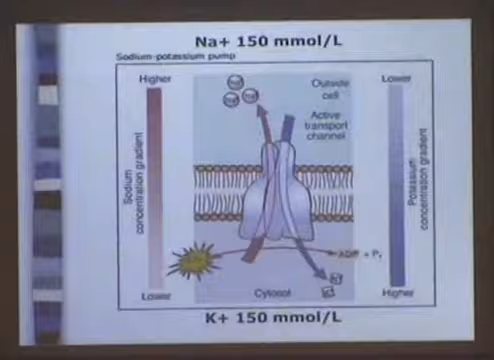 Na+ 150 mmol/L
Sodium-potassium pump
Higher
Outside
cell
Lower
Active
transport
channel
Sodium
concentration gradient
Potassium
concentration gradient
ADP + Pi
Lower
Cytosol
Higher
K+ 150 mmol/L